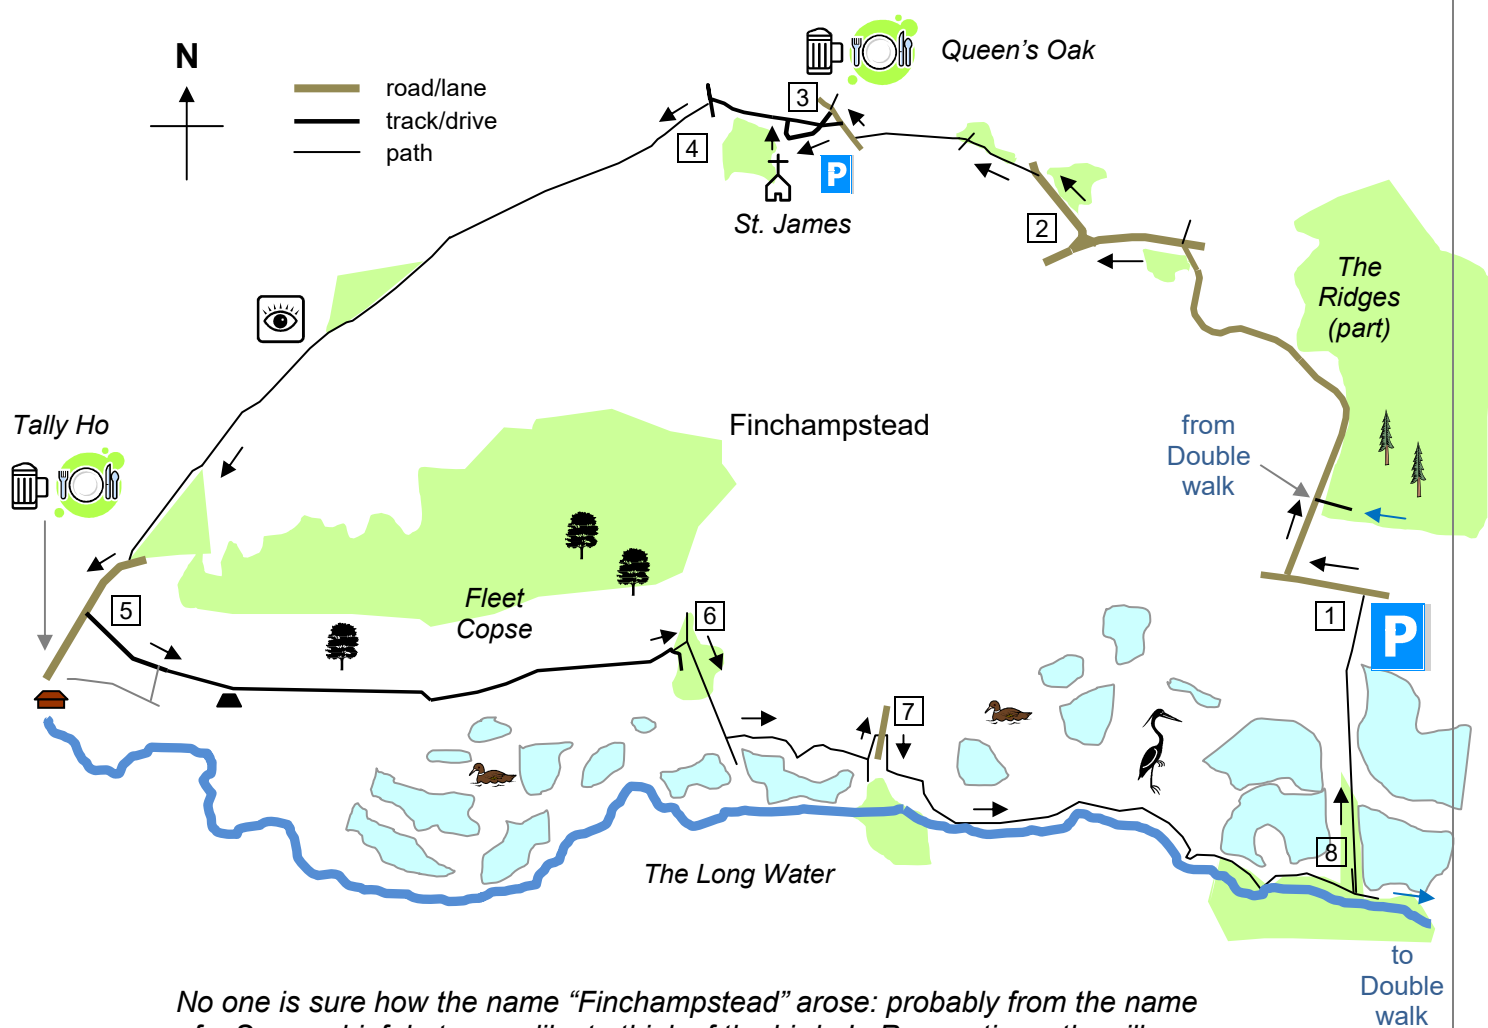 N
road/lane
track/drive
path
Queen’s Oak
3
4
P
St. James
2
The
Ridges
(part)
Tally Ho
Finchampstead
from
Double
walk
Fleet
Copse
5
6
1
P
7
8
The Long Water
to
Double
walk
No one is sure how the name “Finchampstead” arose: probably from the name